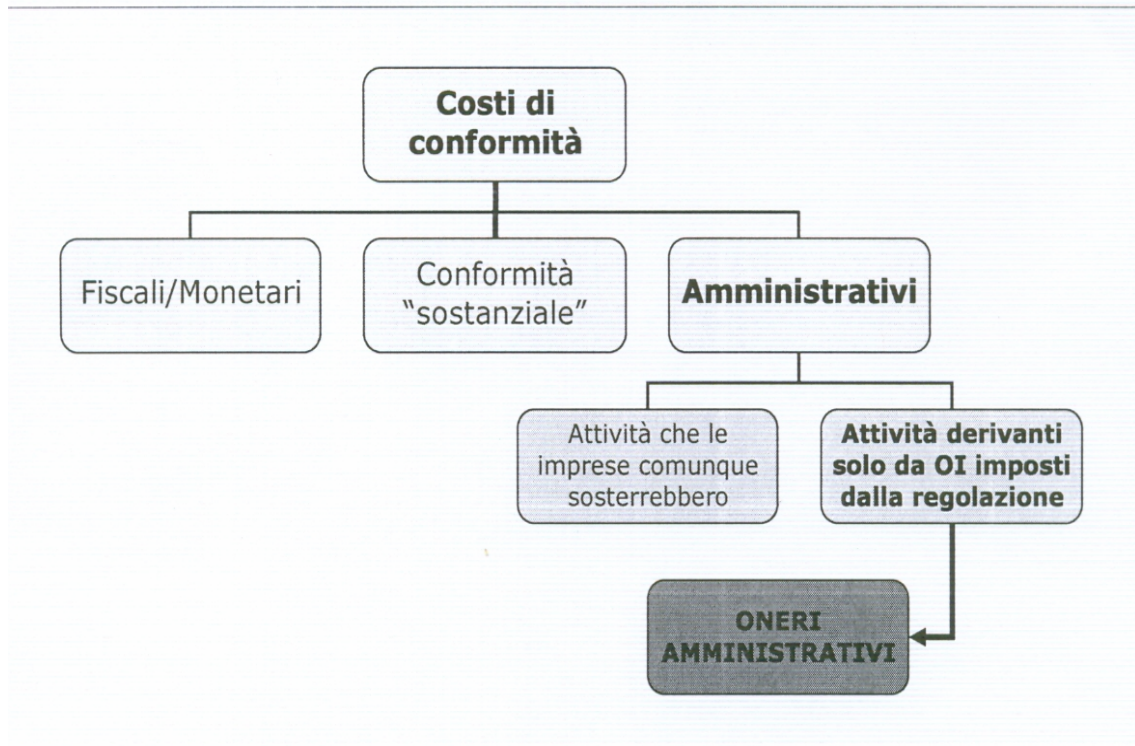 Costi di
conformità
Fiscali/Monetari
Conformità
“sostanziale”
Amministrativi
Attività che le
imprese comunque
sosterrebbero
Attività derivanti
solo da OI imposti
dalla regolazione
ONERI
AMMINISTRATIVI